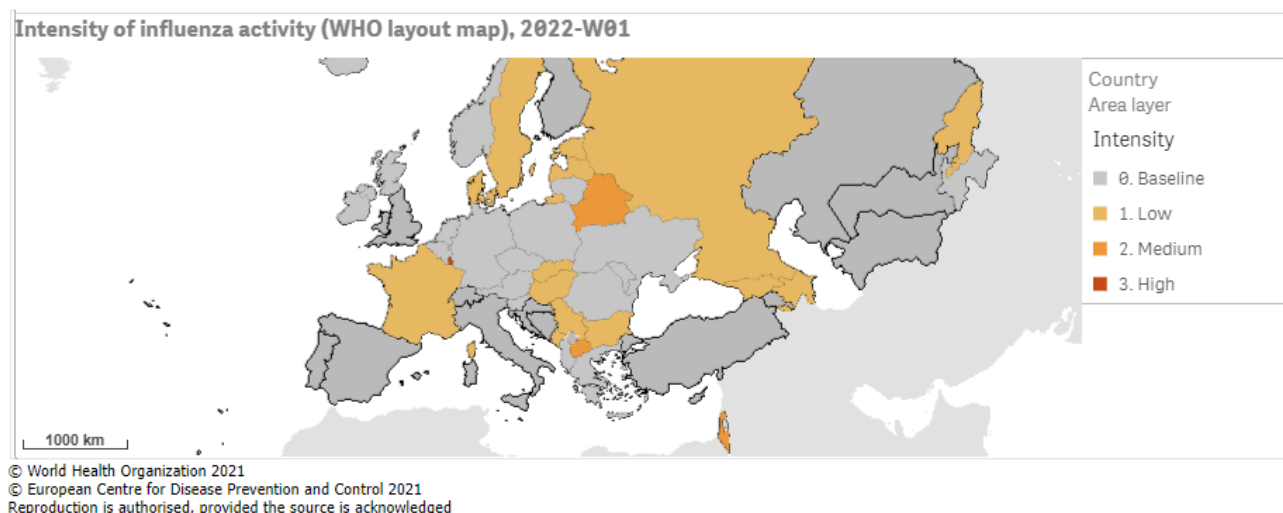 Intensity of influenza activity (WHO layout map), 2022-W01
Country
Area layer
Intensity
0. Baseline
1. Low
2. Medium
3. High
1000 km
© World Health Organization 2021
© European Centre for Disease Prevention and Control 2021
Reproduction is authorised, provided the source is acknowledged